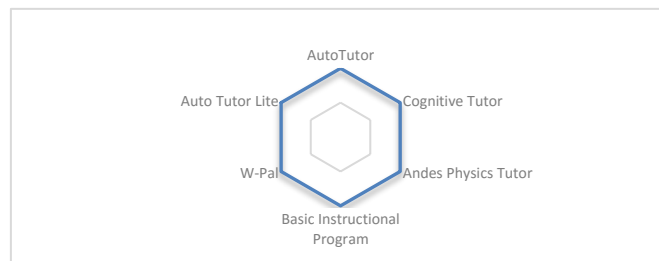 AutoTutor
Auto Tutor Lite
Cognitive Tutor
W-Pal
Andes Physics Tutor
Basic Instructional
Program